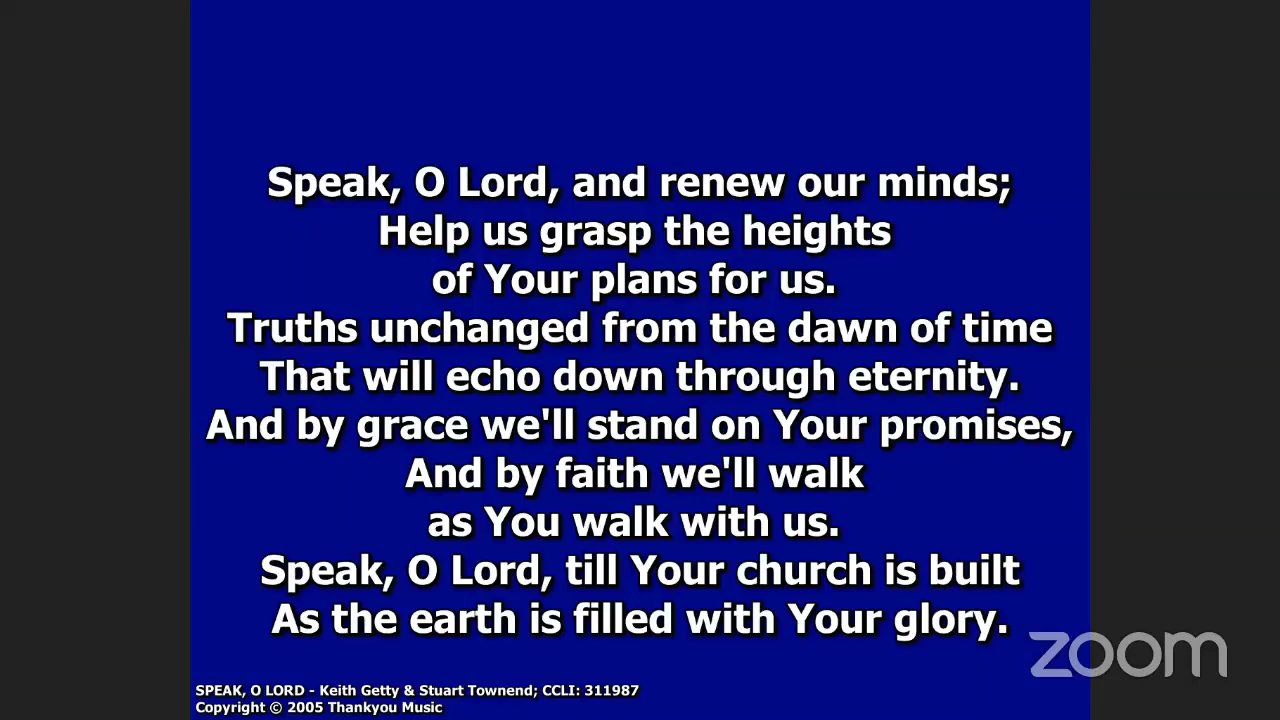 Speak, O Lord, and renew our minds;
Help us grasp the heights
of Your plans for us.
Truths unchanged from the dawn of time
That will echo down through eternity.
And by grace we'll stand on Your promises,
And by faith we'll walk
as You walk with us.
Speak, O Lord, till Your church is built
As the earth is filled with Your glory.
zoom
SPEAK, O LORD - Keith Getty & Stuart Townend; CCLI: 311987
Copyright © 2005 Thankyou Music